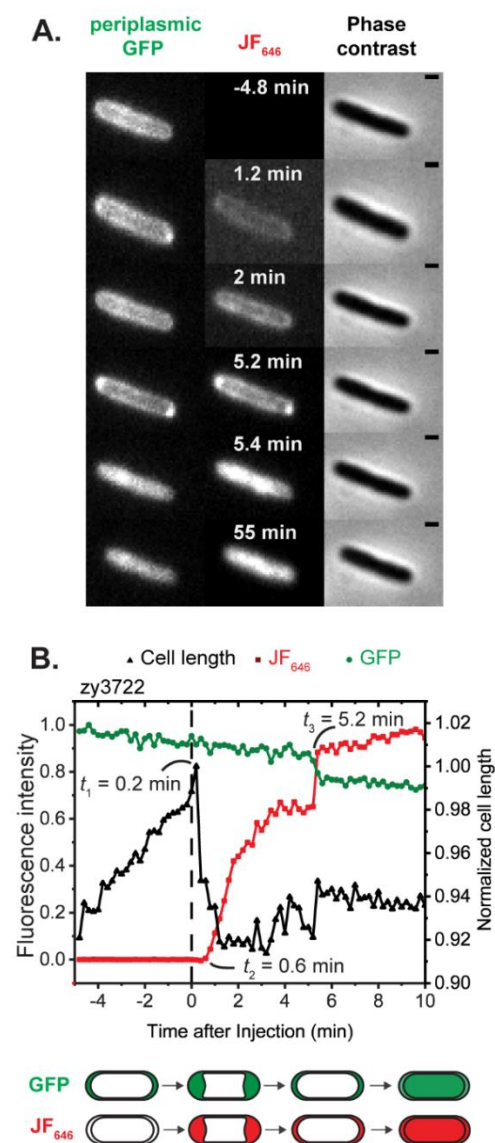 A.
periplasmic GFP
JF646
Phase contrast
-4.8 min
1.2 min
2 min
5.2 min
5.4 min
55 min
B.
Cell length JF646 GFP
zy3722
t3 = 5.2 min
t1 = 0.2 min
t2 = 0.6 min
Fluorescence intensity
1.0
0.8
0.6
0.4
0.2
0.0
Normalized cell length
1.02
1.00
0.98
0.96
0.94
0.92
0.90
-4 -2 0 2 4 6 8 10
Time after Injection (min)
GFP
JF646